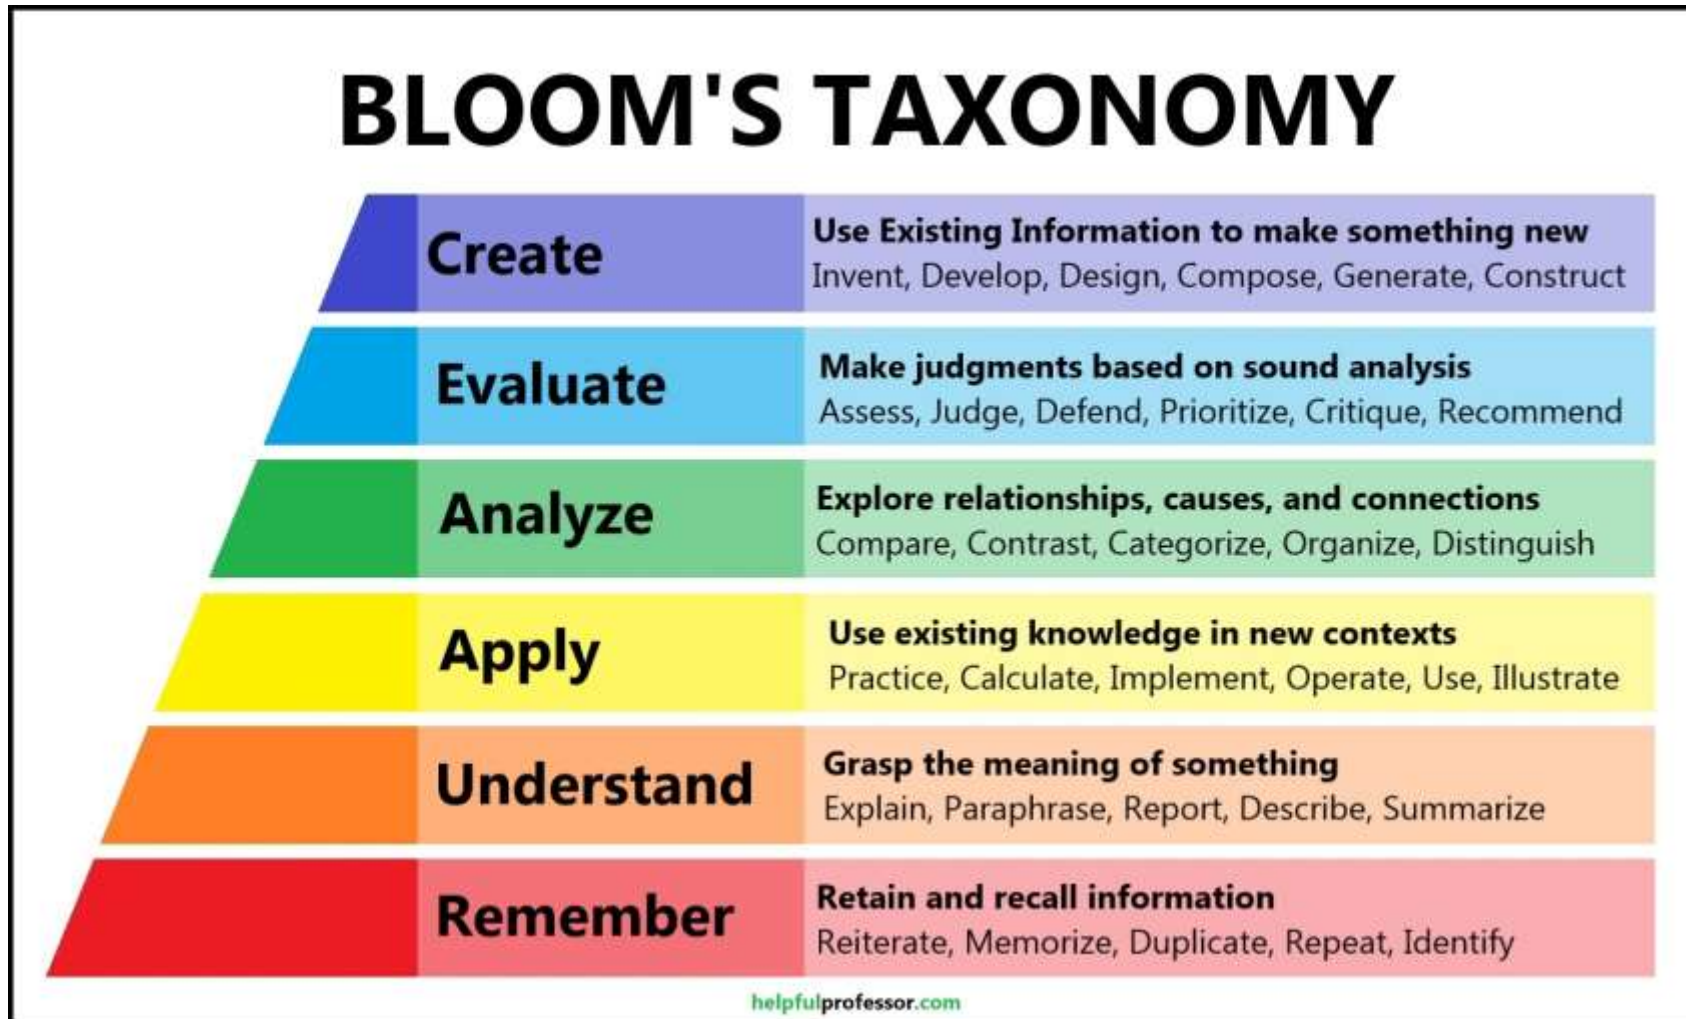 BLOOM'S TAXONOMY
Create
Use Existing Information to make something new
Invent, Develop, Design, Compose, Generate, Construct
Evaluate
Make judgments based on sound analysis
Assess, Judge, Defend, Prioritize, Critique, Recommend
Analyze
Explore relationships, causes, and connections
Compare, Contrast, Categorize, Organize, Distinguish
Apply
Use existing knowledge in new contexts
Practice, Calculate, Implement, Operate, Use, Illustrate
Understand
Grasp the meaning of something
Explain, Paraphrase, Report, Describe, Summarize
Remember
Retain and recall information
Reiterate, Memorize, Duplicate, Repeat, Identify
helpfulprofessor.com